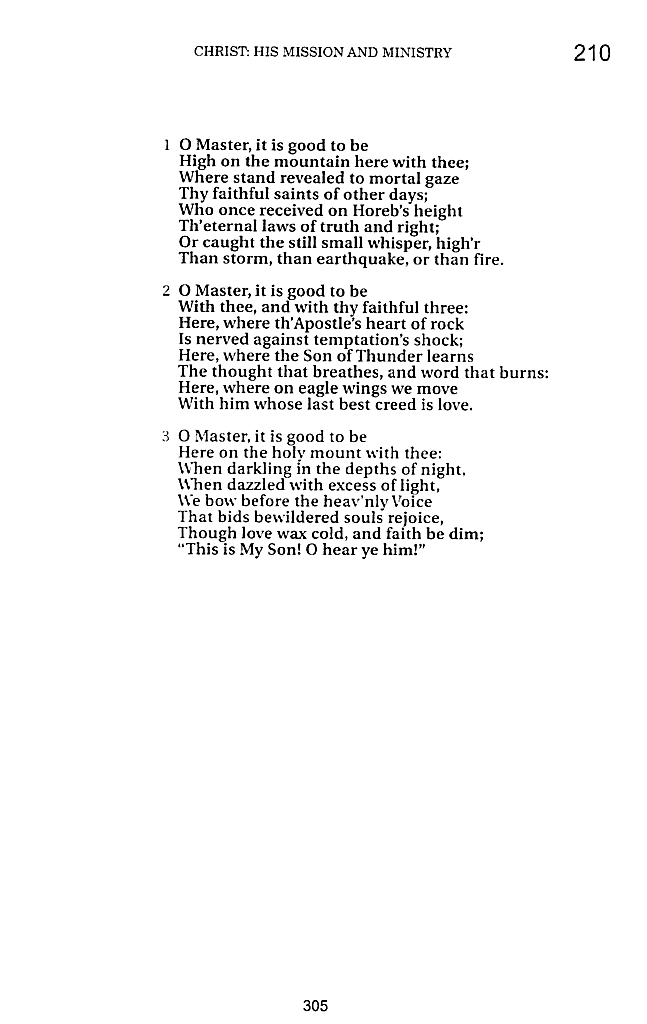 CHRIST: HIS MISSION AND MINISTRY 210
1 O Master, it is good to be
High on the mountain here with thee;
Where stand revealed to mortal gaze
Thy faithful saints of other days;
Who once received on Horeb's height
Th'eternal laws of truth and right;
Or caught the still small whisper, high'r
Than storm, than earthquake, or than fire.
2 O Master, it is good to be
With thee, and with thy faithful three:
Here, where th'Apostle's heart of rock
Is nerved against temptation's shock;
Here, where the Son of Thunder learns
The thought that breathes, and word that burns:
Here, where on eagle wings we move
With him whose last best creed is love.
3 O Master, it is good to be
Here on the holy mount with thee:
When darkling in the depths of night,
When dazzled with excess of light,
We bow before the heav'nly Voice
That bids bewildered souls rejoice,
Though love wax cold, and faith be dim;
"This is My Son! O hear ye him!"
305